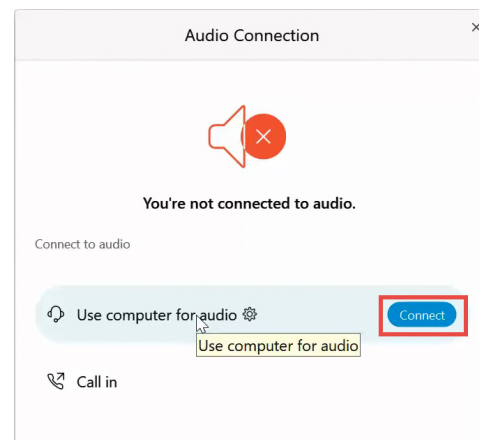 Audio Connection
You're not connected to audio.
Connect to audio
Use computer for audio
Connect
Use computer for audio
Call in